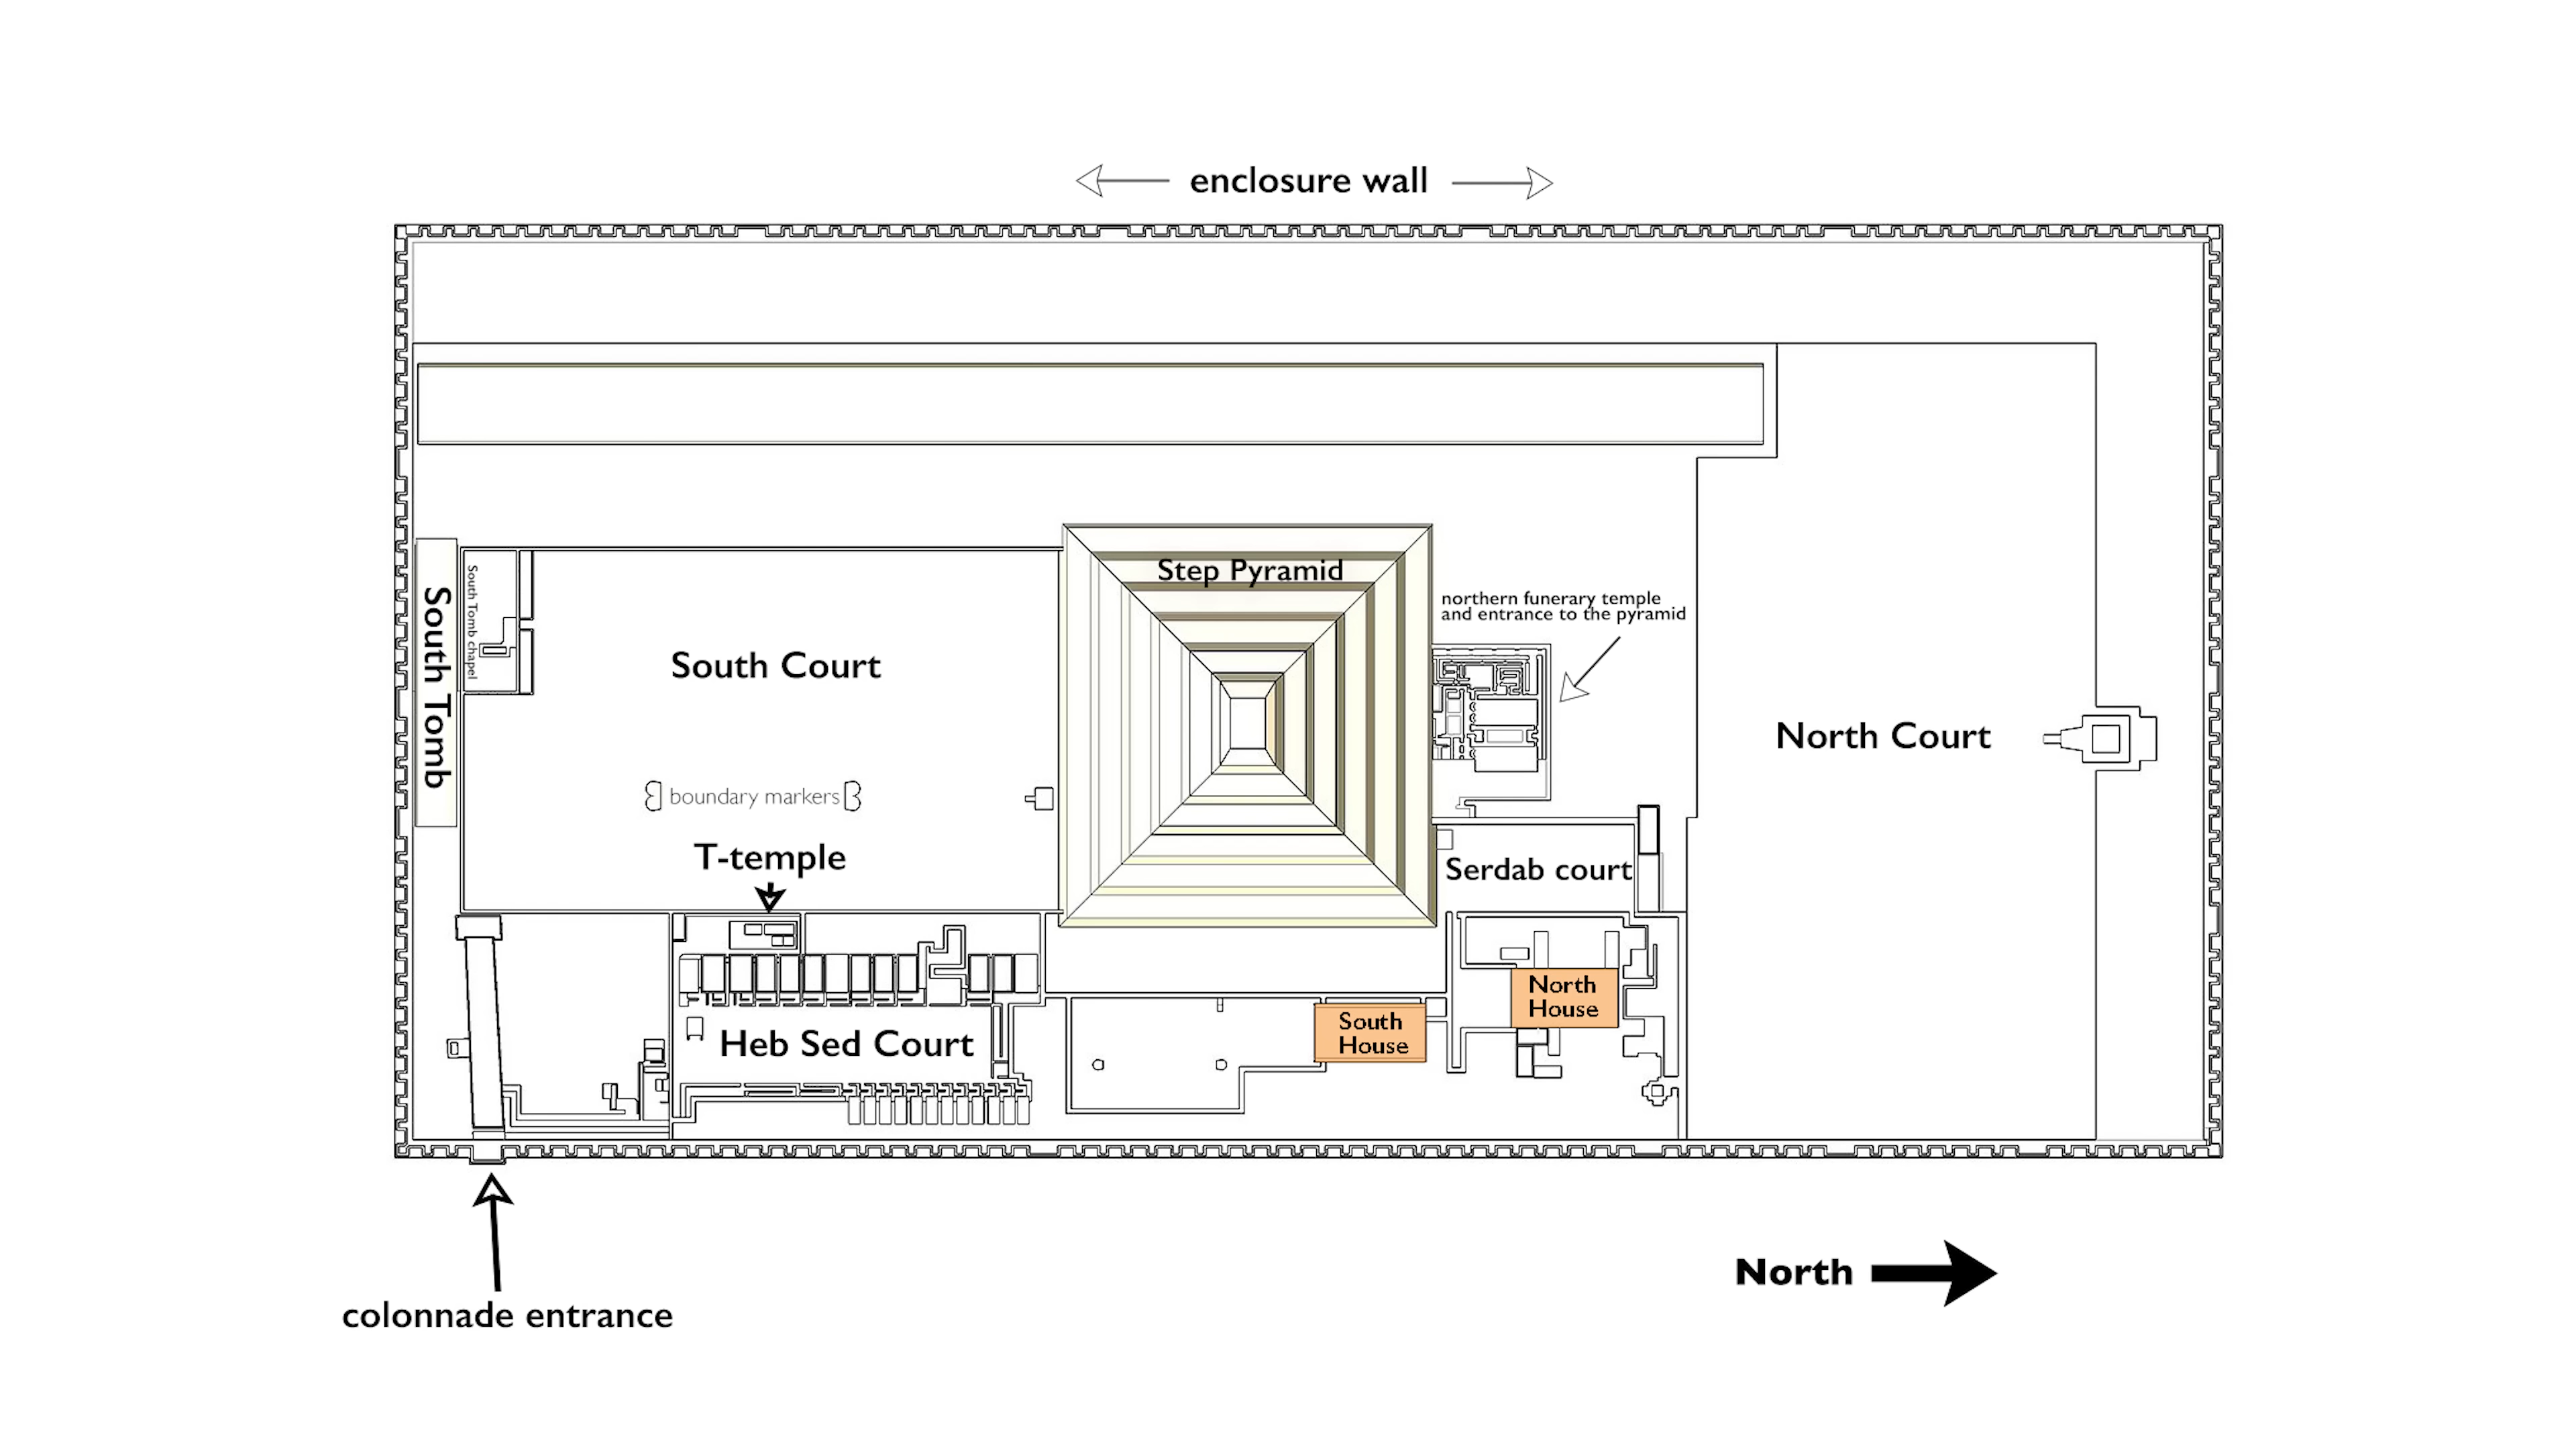 enclosure wall
Step Pyramid
northern funerary temple
and entrance to the pyramid
South Tomb
South Tomb chapel
South Court
North Court
boundary markers
T-temple
Serdab court
North
House
South
House
Heb Sed Court
North
colonnade entrance